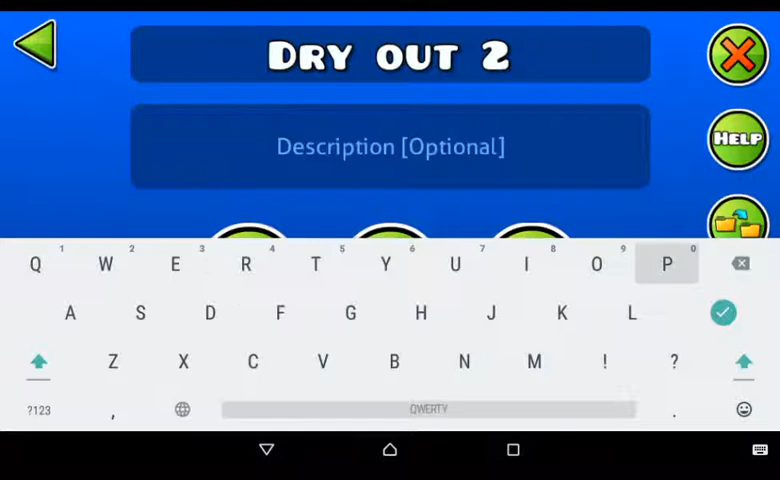 Dry out 2
Description [Optional]
Help
1 2 3 4 5 6 7 8 9 0
Q W E R T Y U I O P
A S D F G H J K L
Z X C V B N M ! ?
?123 , QWERTY .